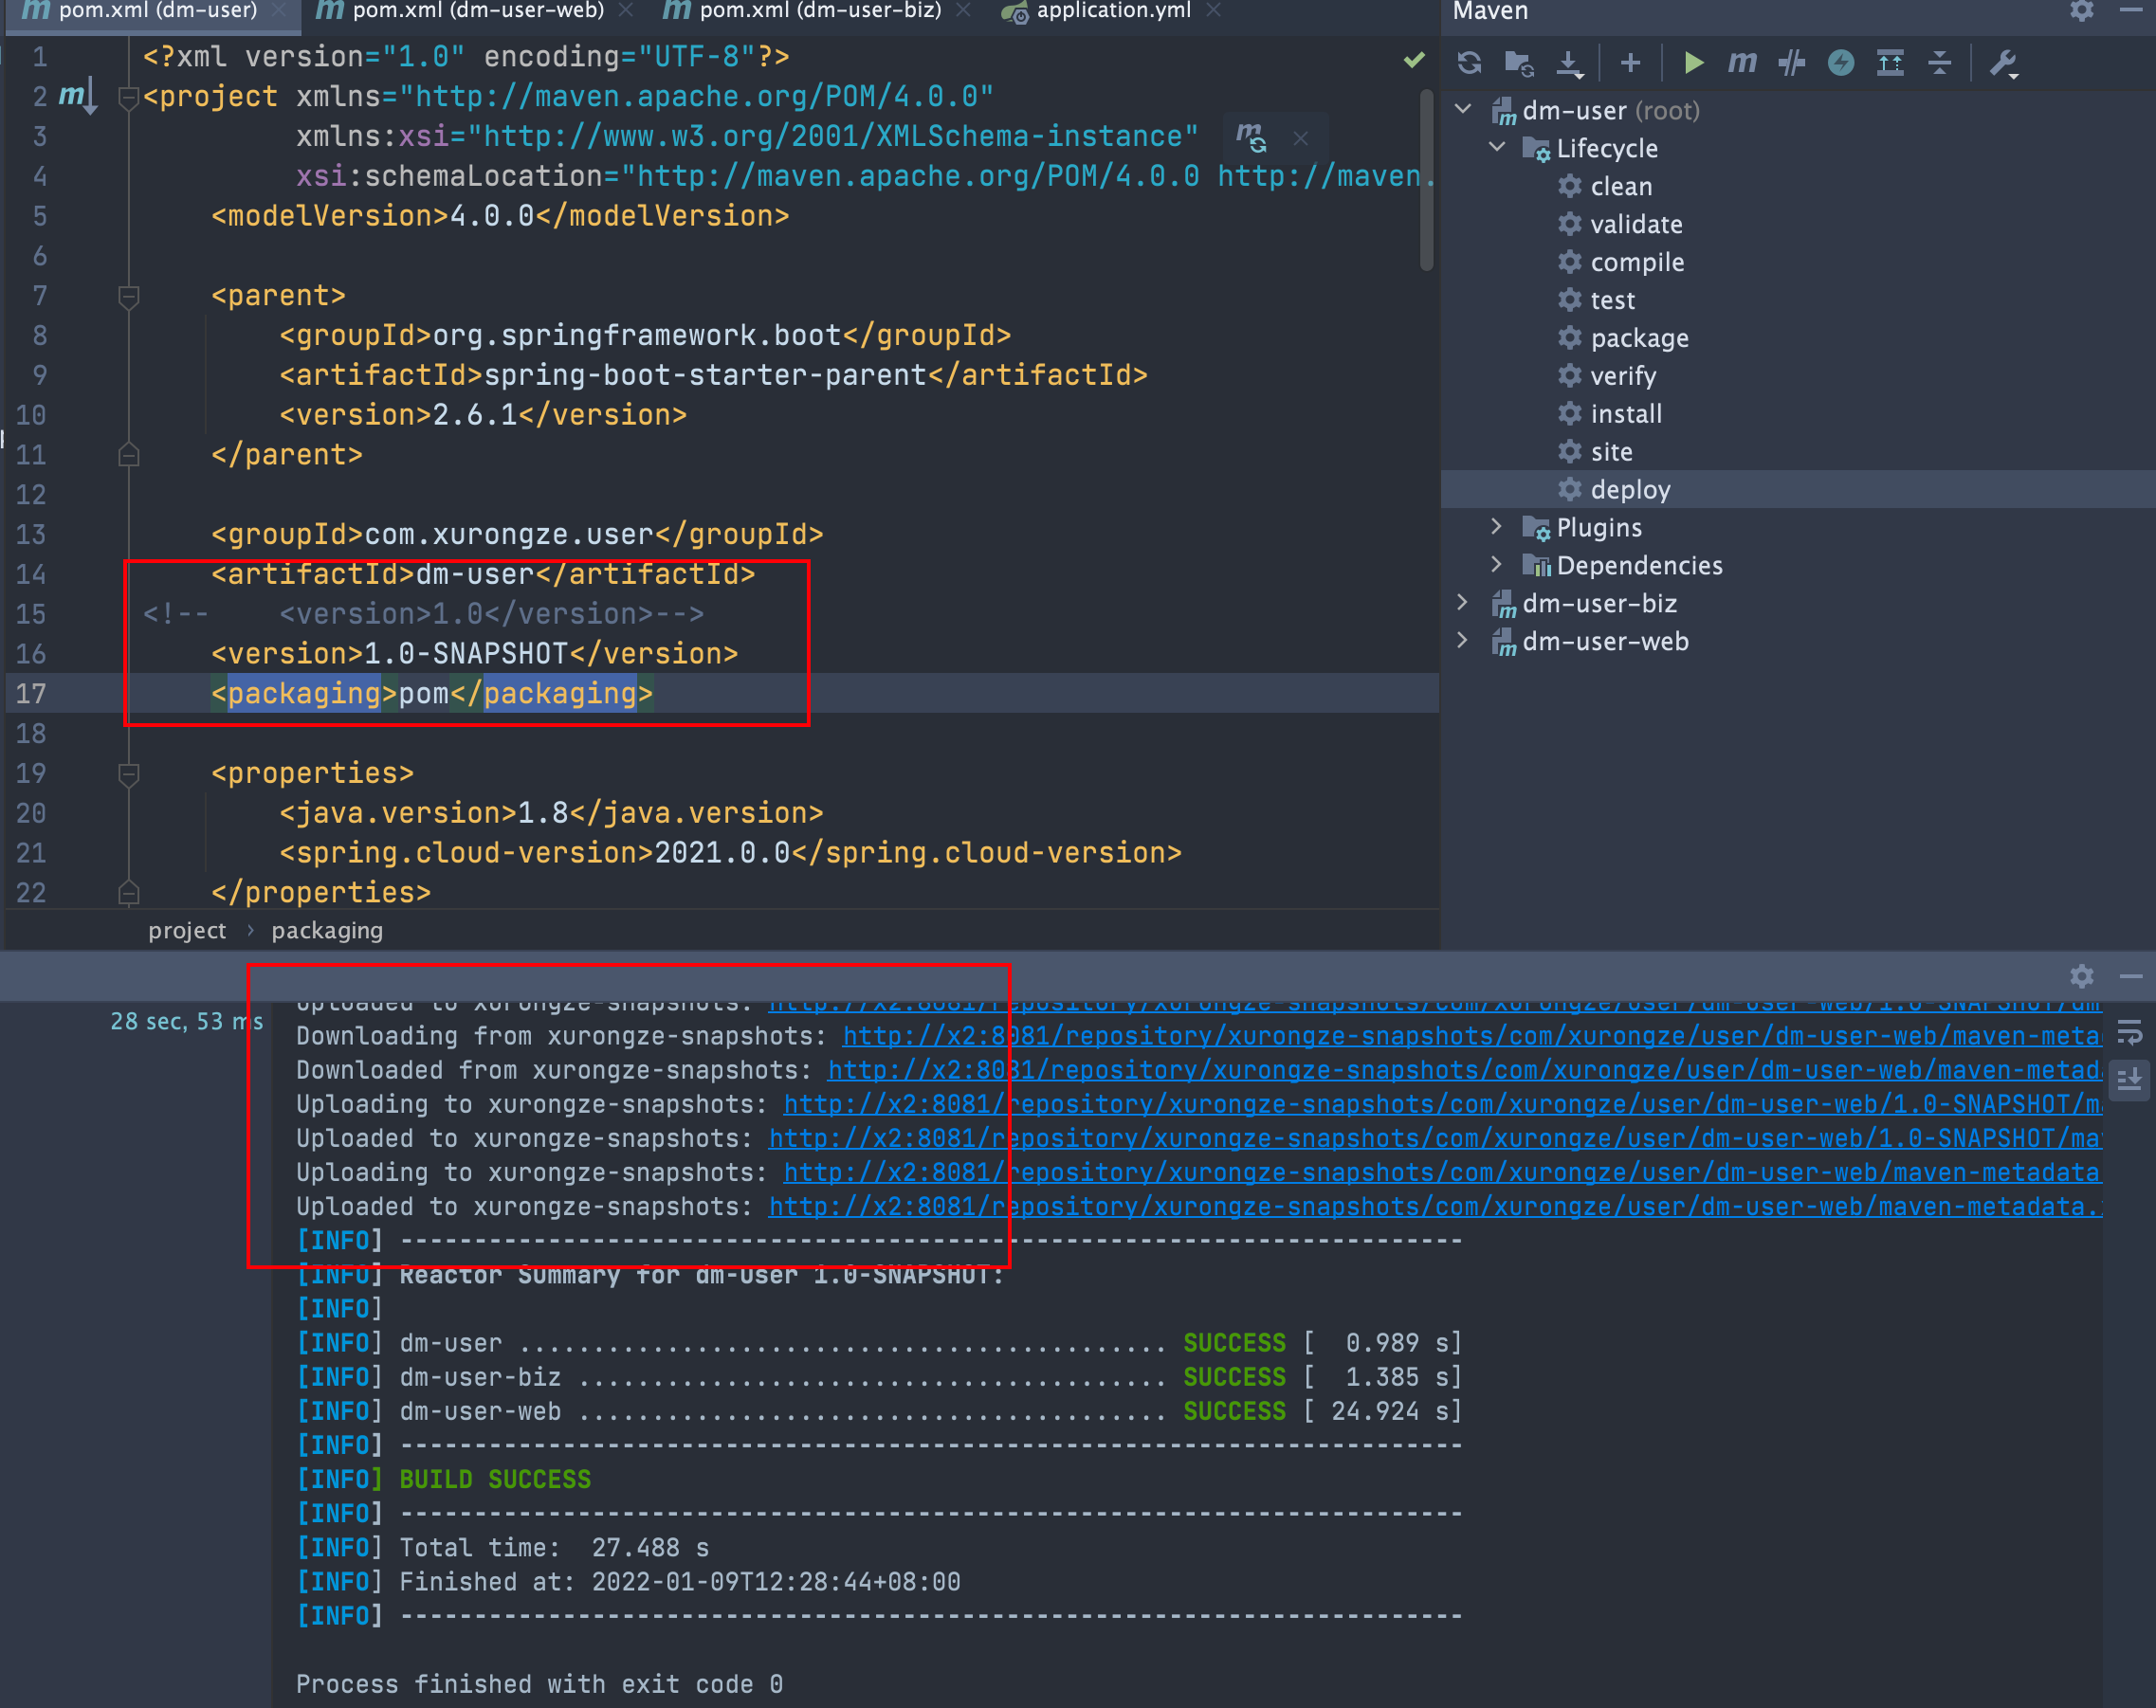 pom.xml (dm-user)
pom.xml (dm-user-web)
pom.xml (dm-user-biz)
application.yml
1 <?xml version="1.0" encoding="UTF-8"?>
2 <project xmlns="http://maven.apache.org/POM/4.0.0"
3 xmlns:xsi="http://www.w3.org/2001/XMLSchema-instance"
4 xsi:schemaLocation="http://maven.apache.org/POM/4.0.0 http://maven.
5 <modelVersion>4.0.0</modelVersion>
6
7 <parent>
8 <groupId>org.springframework.boot</groupId>
9 <artifactId>spring-boot-starter-parent</artifactId>
10 <version>2.6.1</version>
11 </parent>
12
13 <groupId>com.xurongze.user</groupId>
14 <artifactId>dm-user</artifactId>
15 <!-- <version>1.0</version>-->
16 <version>1.0-SNAPSHOT</version>
17 <packaging>pom</packaging>
18
19 <properties>
20 <java.version>1.8</java.version>
21 <spring.cloud-version>2021.0.0</spring.cloud-version>
22 </properties>
project › packaging
Maven
dm-user (root)
Lifecycle
clean
validate
compile
test
package
verify
install
site
deploy
Plugins
Dependencies
dm-user-biz
dm-user-web
28 sec, 53 ms
Uploaded to xurongze-snapshots: http://x2:8081/repository/xurongze-snapshots/com/xurongze/user/dm-user-web/1.0-SNAPSHOT/dm
Downloading from xurongze-snapshots: http://x2:8081/repository/xurongze-snapshots/com/xurongze/user/dm-user-web/maven-meta
Downloaded from xurongze-snapshots: http://x2:8081/repository/xurongze-snapshots/com/xurongze/user/dm-user-web/maven-metad
Uploading to xurongze-snapshots: http://x2:8081/repository/xurongze-snapshots/com/xurongze/user/dm-user-web/1.0-SNAPSHOT/m
Uploaded to xurongze-snapshots: http://x2:8081/repository/xurongze-snapshots/com/xurongze/user/dm-user-web/1.0-SNAPSHOT/ma
Uploading to xurongze-snapshots: http://x2:8081/repository/xurongze-snapshots/com/xurongze/user/dm-user-web/maven-metadata
Uploaded to xurongze-snapshots: http://x2:8081/repository/xurongze-snapshots/com/xurongze/user/dm-user-web/maven-metadata.
[INFO] ------------------------------------------------------------------------
[INFO] Reactor Summary for dm-user 1.0-SNAPSHOT:
[INFO]
[INFO] dm-user ............................................ SUCCESS [  0.989 s]
[INFO] dm-user-biz ........................................ SUCCESS [  1.385 s]
[INFO] dm-user-web ........................................ SUCCESS [ 24.924 s]
[INFO] ------------------------------------------------------------------------
[INFO] BUILD SUCCESS
[INFO] ------------------------------------------------------------------------
[INFO] Total time:  27.488 s
[INFO] Finished at: 2022-01-09T12:28:44+08:00
[INFO] ------------------------------------------------------------------------
Process finished with exit code 0